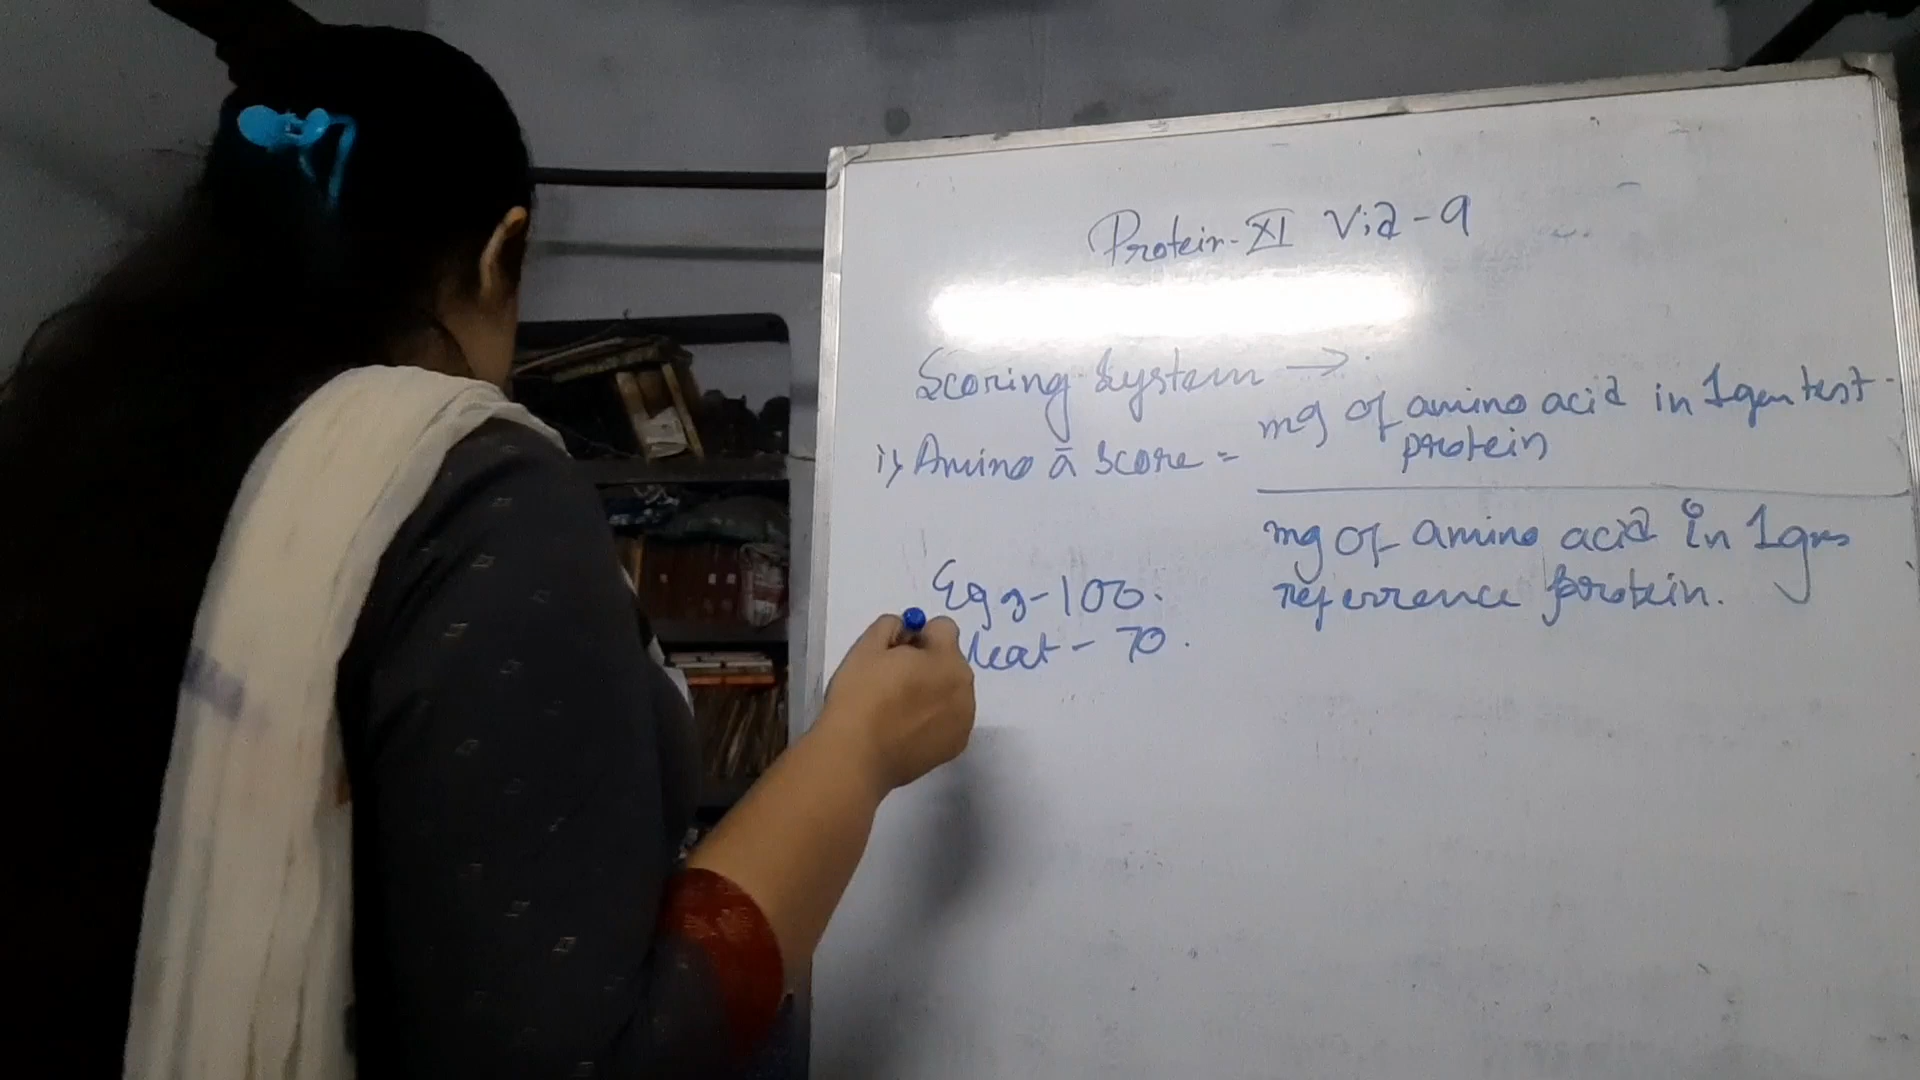 Protein-XI Vid-9
Scoring System →
i) Amino ā Score = mg of amino acid in 1gm test protein
mg of amino acid in 1gm referrence protein.
Egg-100.
Meat-70.